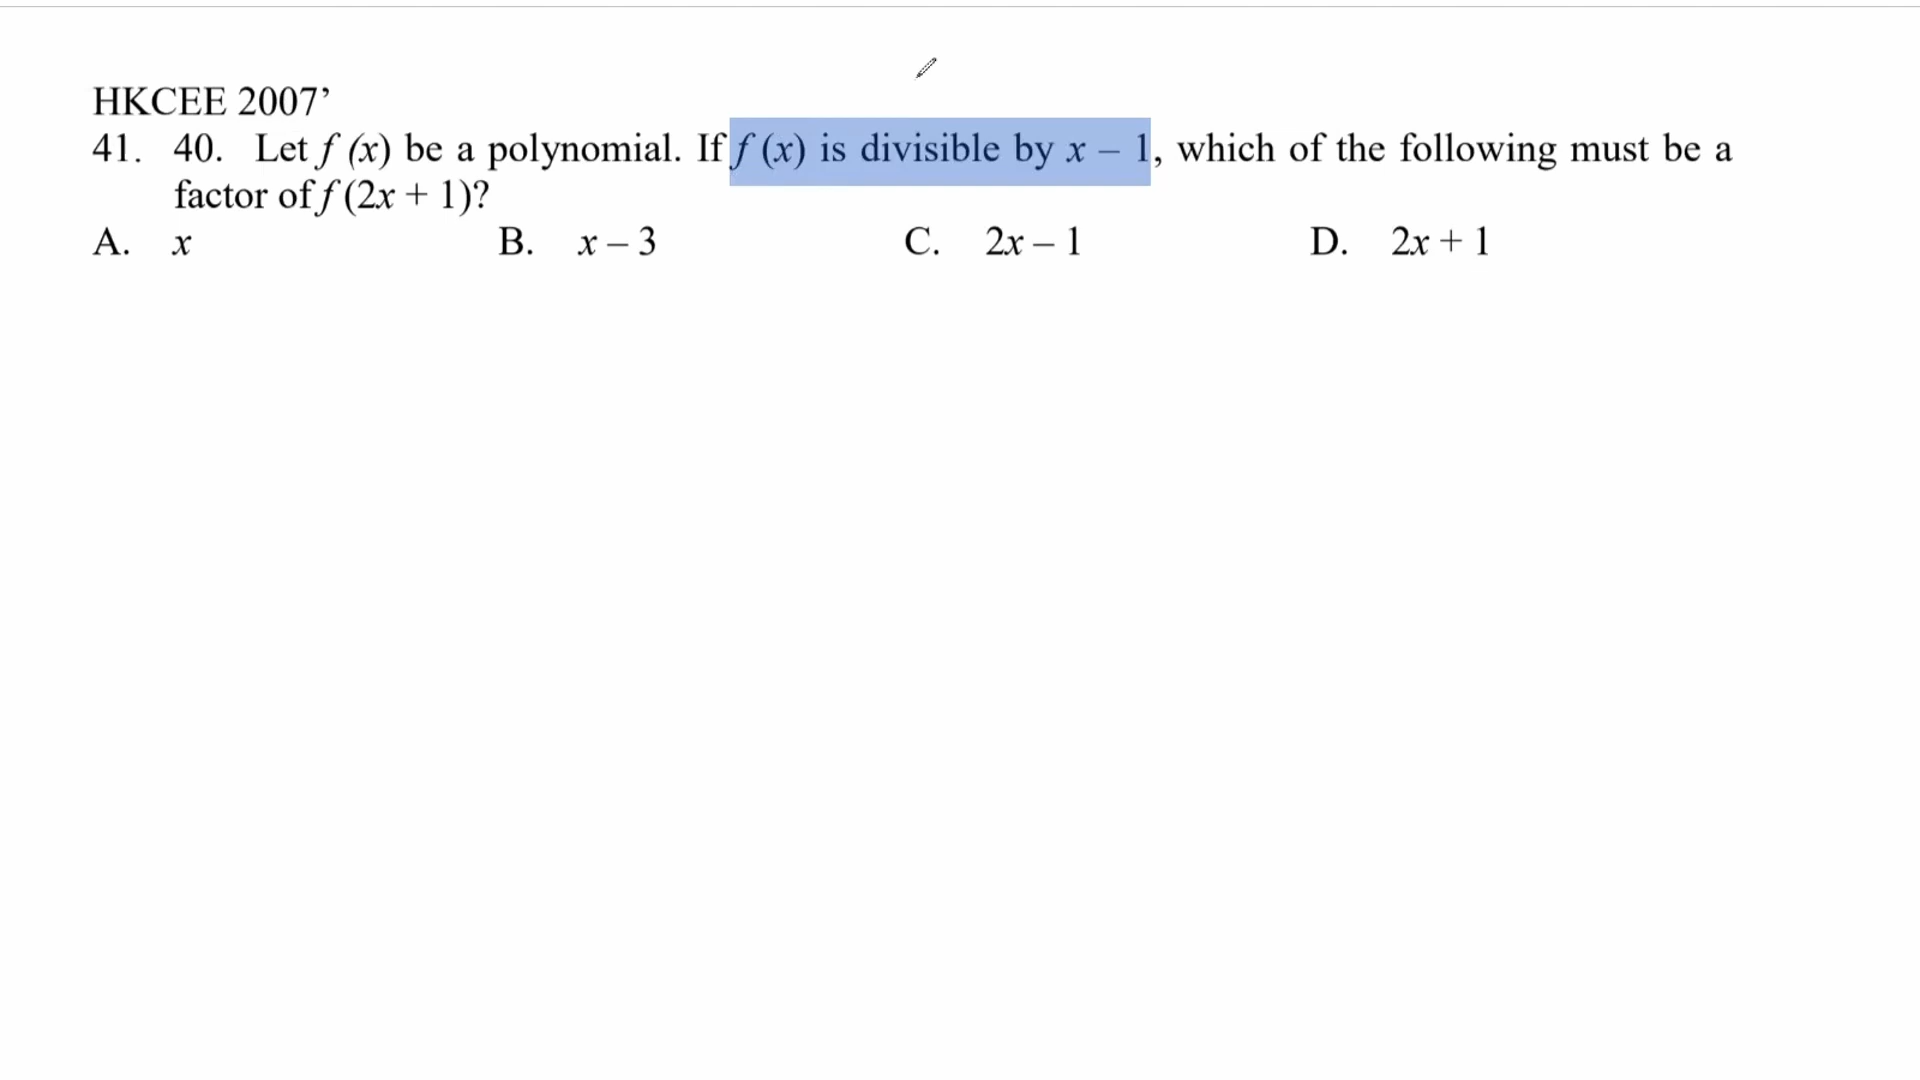 HKCEE 2007’
41. 40. Let f (x) be a polynomial. If f (x) is divisible by x – 1, which of the following must be a
factor of f (2x + 1)?
A. x B. x – 3 C. 2x – 1 D. 2x + 1